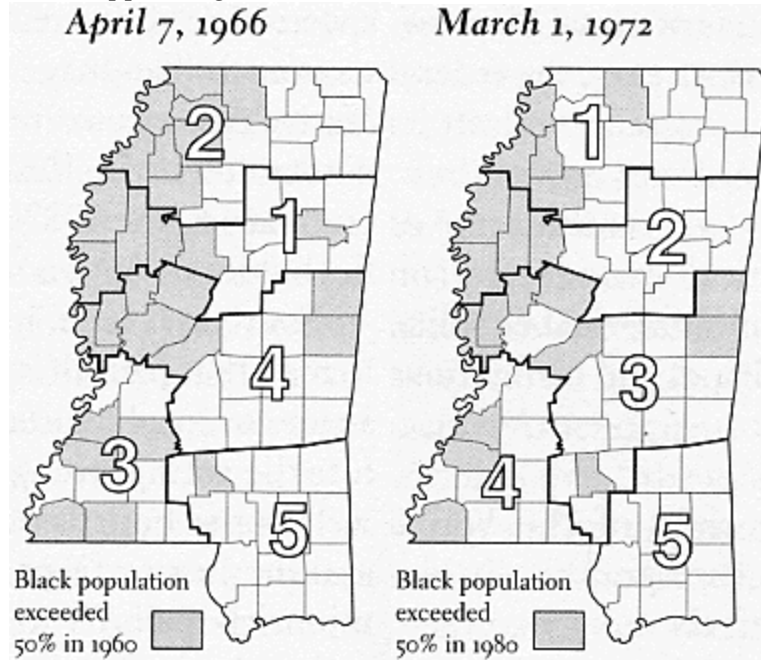 April 7, 1966
March 1, 1972
2
1
4
3
5
1
2
3
4
5
Black population
exceeded
50% in 1960
Black population
exceeded
50% in 1980